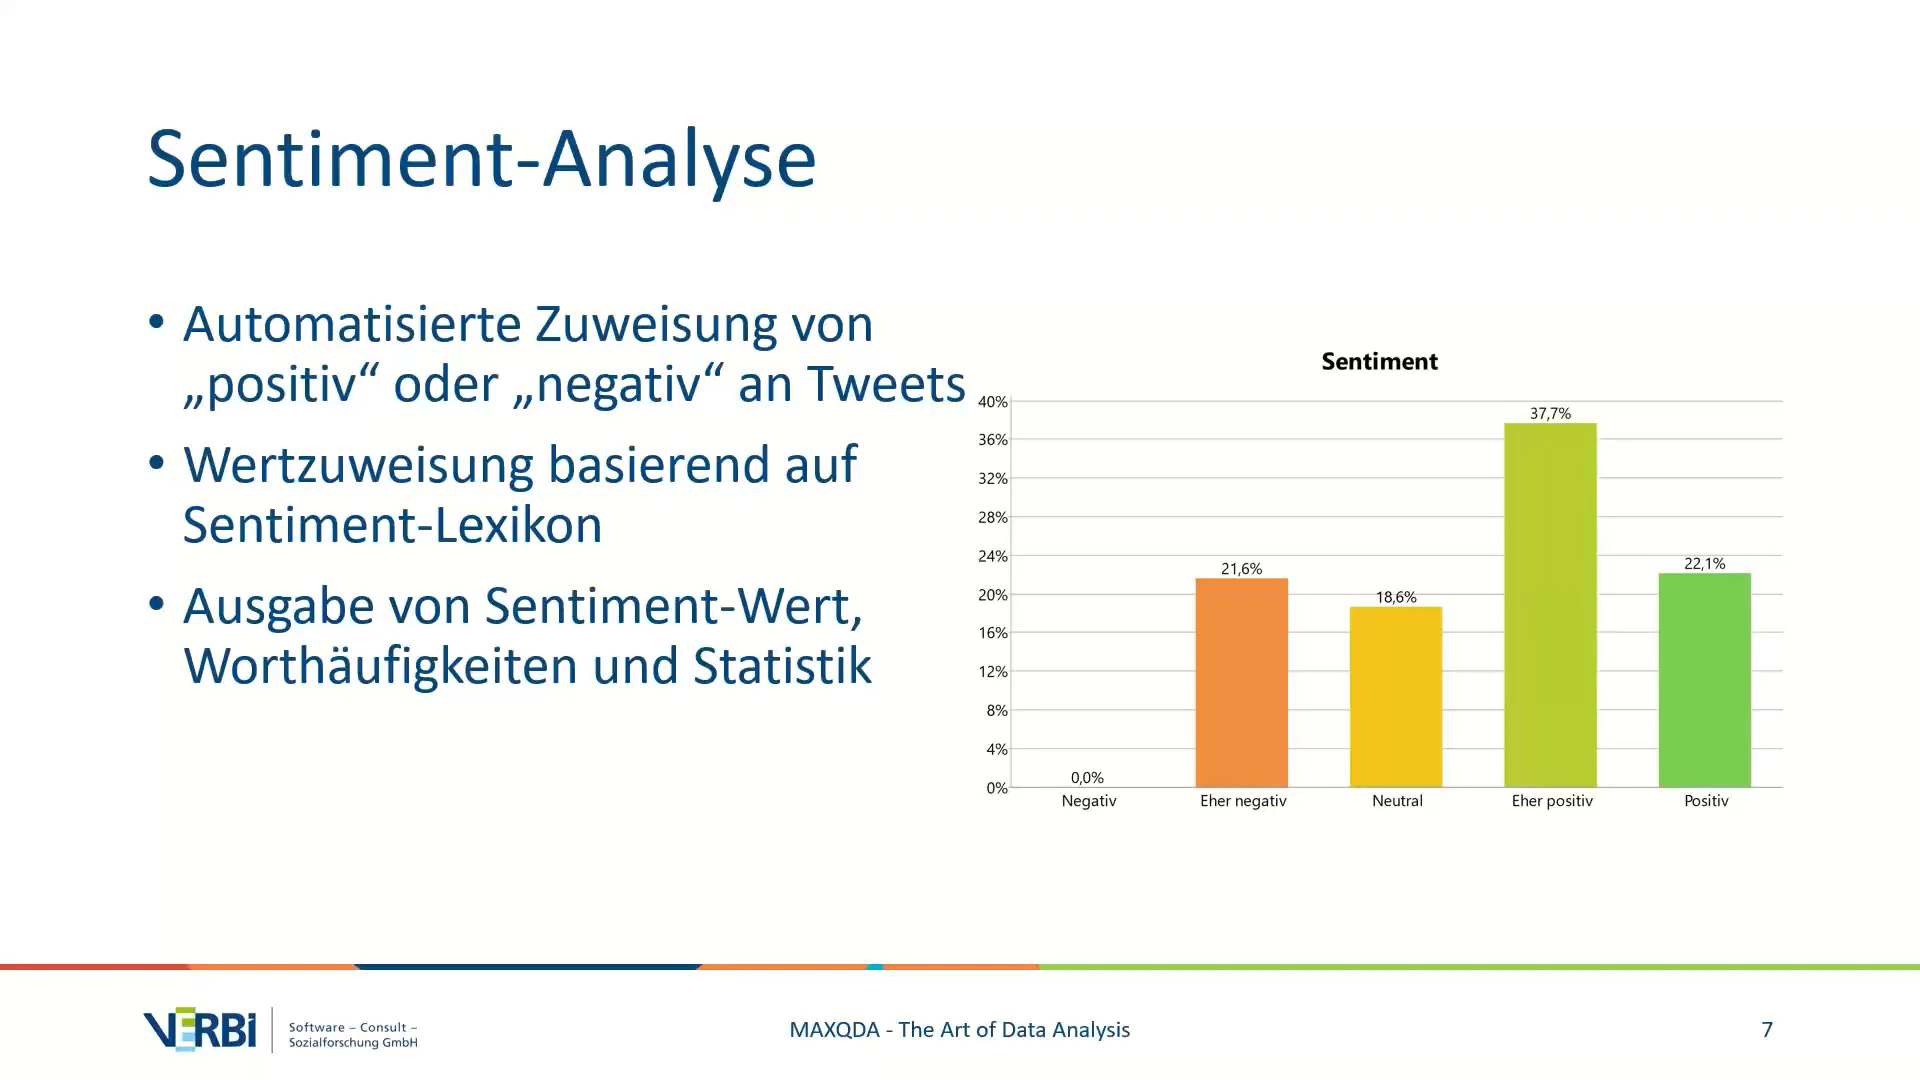 Sentiment-Analyse
• Automatisierte Zuweisung von
„positiv“ oder „negativ“ an Tweets
• Wertzuweisung basierend auf
Sentiment-Lexikon
• Ausgabe von Sentiment-Wert,
Worthäufigkeiten und Statistik
Sentiment
40%
36%
32%
28%
24%
20%
16%
12%
8%
4%
0%
0,0%
21,6%
18,6%
37,7%
22,1%
Negativ
Eher negativ
Neutral
Eher positiv
Positiv
VERBI
Software – Consult –
Sozialforschung GmbH
MAXQDA - The Art of Data Analysis
7